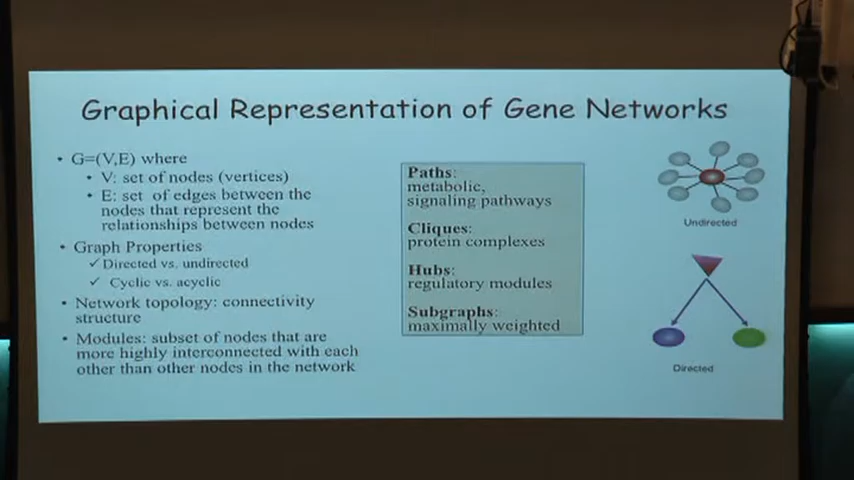 Graphical Representation of Gene Networks
• G=(V,E) where
• V: set of nodes (vertices)
• E: set of edges between the
nodes that represent the
relationships between nodes
• Graph Properties
✓Directed vs. undirected
✓ Cyclic vs. acyclic
• Network topology: connectivity
structure
• Modules: subset of nodes that are
more highly interconnected with each
other than other nodes in the network
Paths:
metabolic,
signaling pathways
Cliques:
protein complexes
Hubs:
regulatory modules
Subgraphs:
maximally weighted
Undirected
Directed